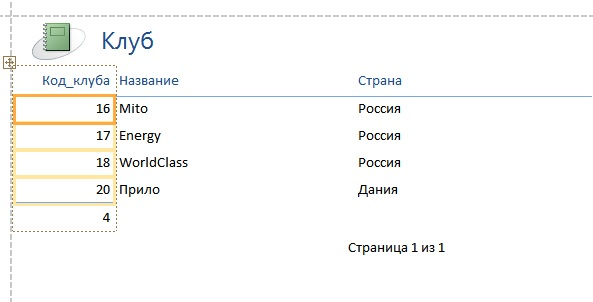 Клуб
Код_клуба Название Страна
16 Mito Россия
17 Energy Россия
18 WorldClass Россия
20 Прило Дания
4
Страница 1 из 1